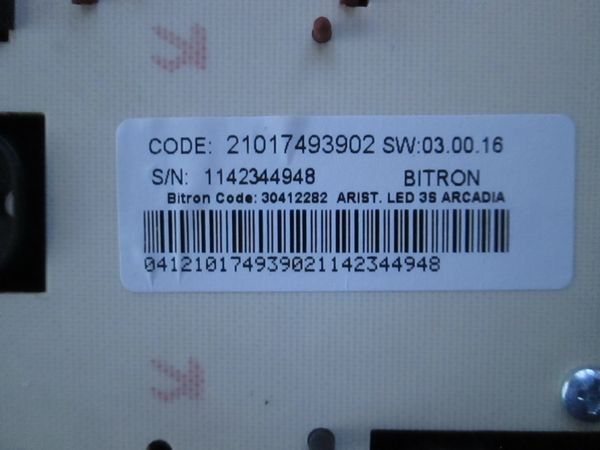 CODE: 21017493902 SW:03.00.16
S/N: 1142344948 BITRON
Bitron Code: 30412282 ARIST. LED 3S ARCADIA
041210174939021142344948